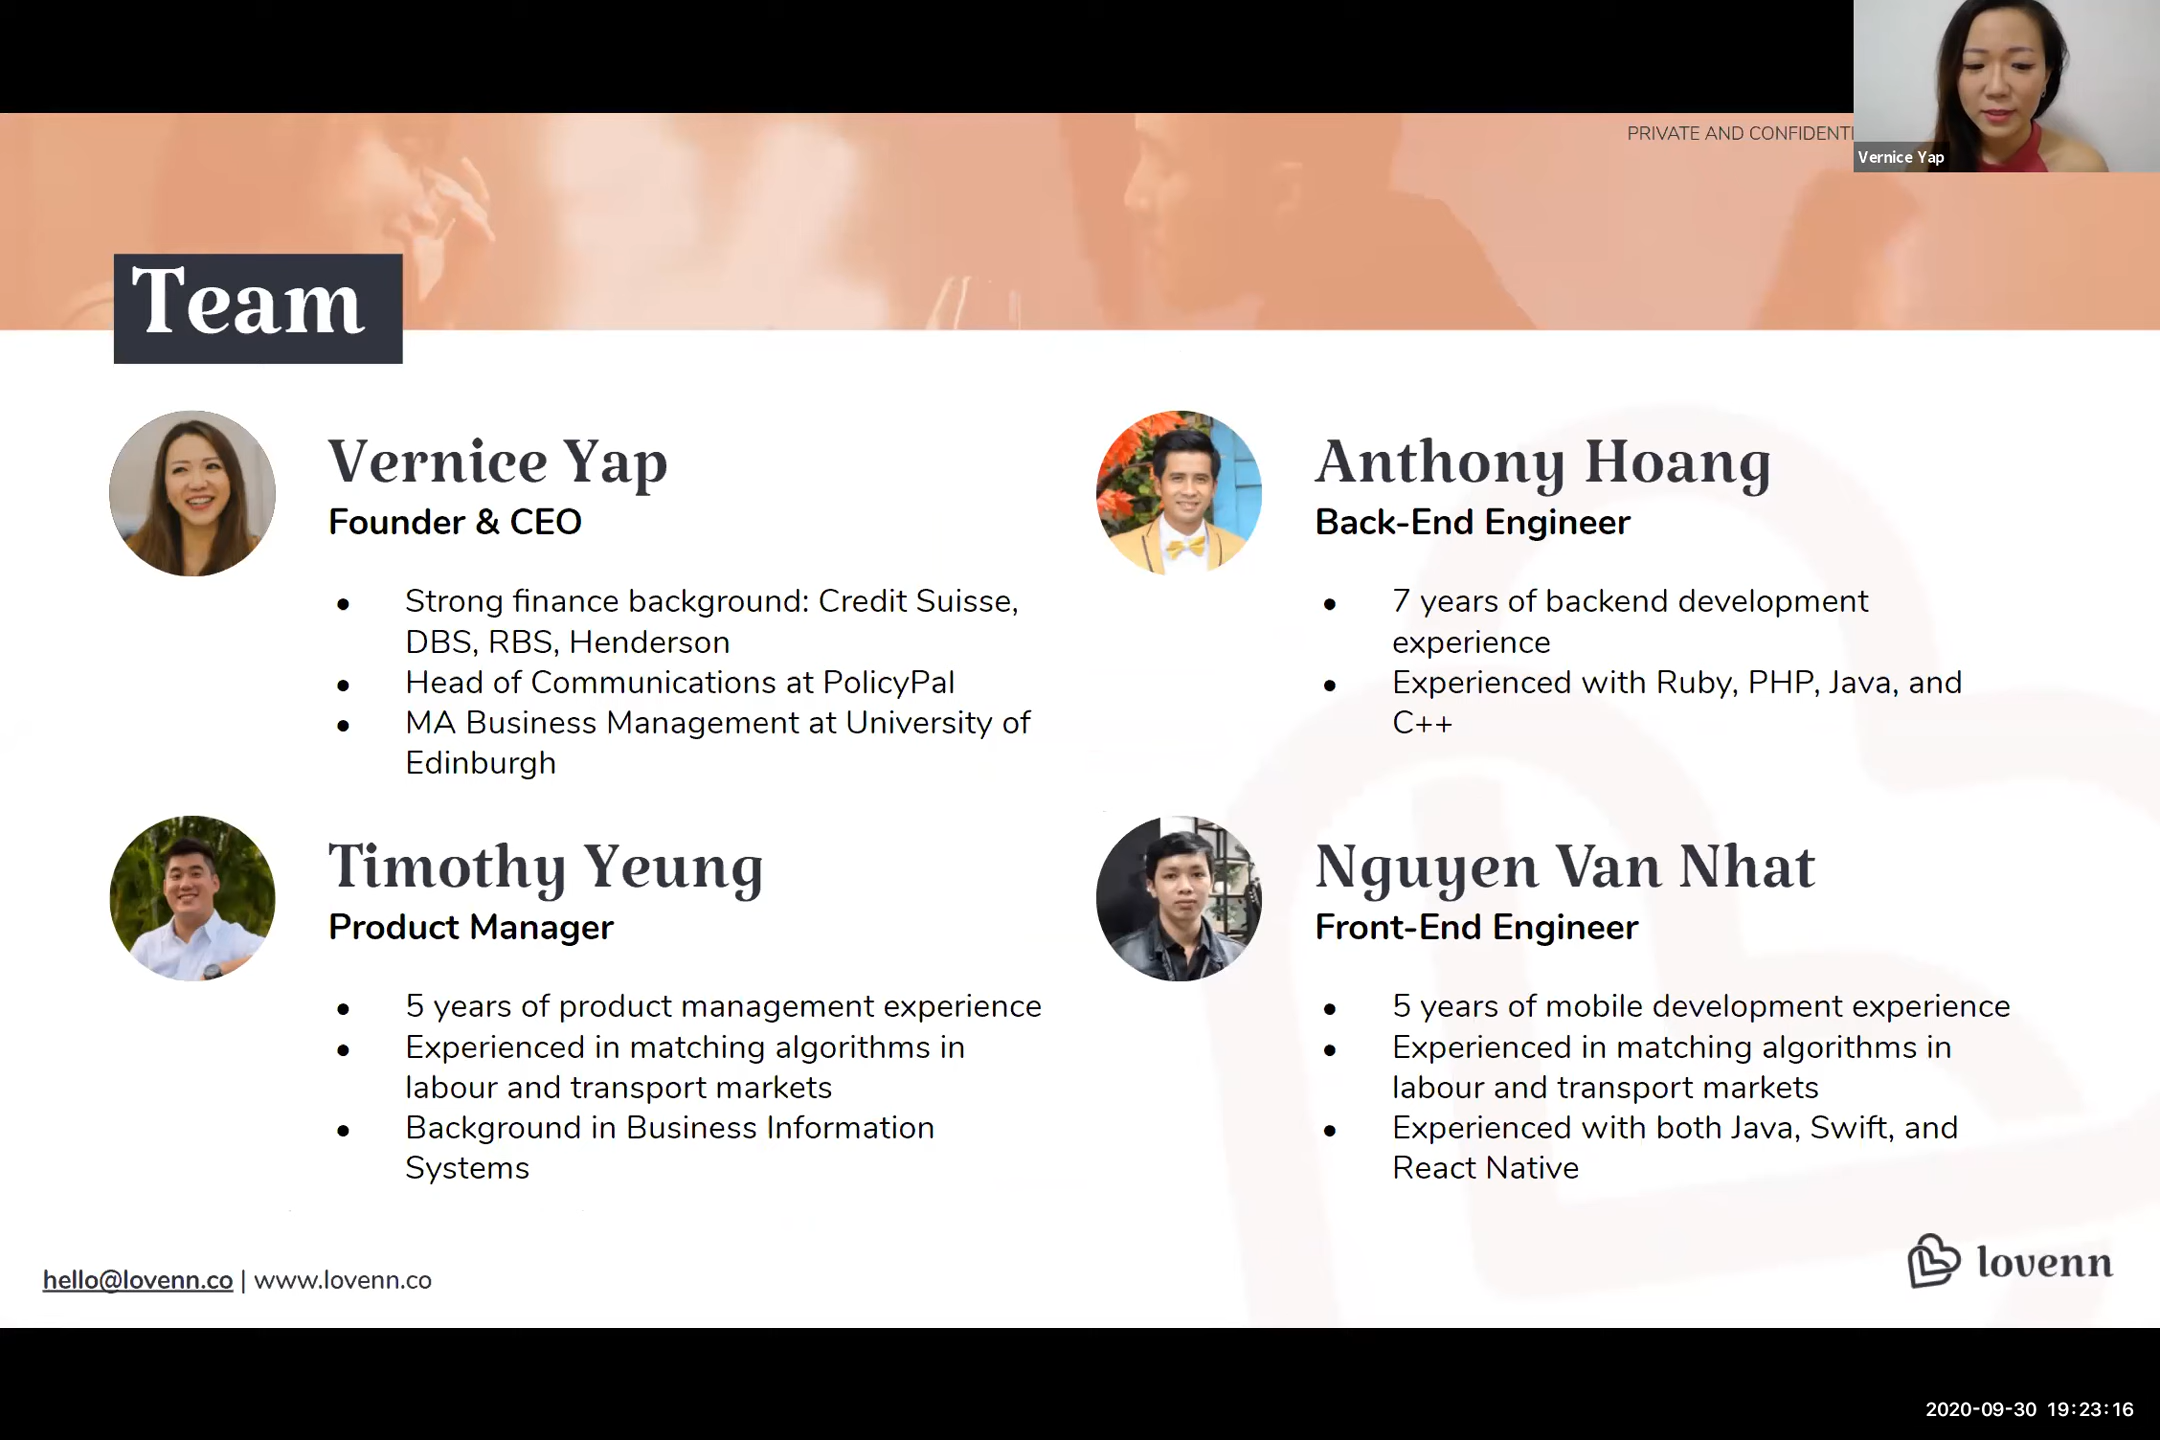 PRIVATE AND CONFIDENTI
Vernice Yap
Team
Vernice Yap
Founder & CEO
● Strong finance background: Credit Suisse,
DBS, RBS, Henderson
● Head of Communications at PolicyPal
● MA Business Management at University of
Edinburgh
Anthony Hoang
Back-End Engineer
● 7 years of backend development
experience
● Experienced with Ruby, PHP, Java, and
C++
Timothy Yeung
Product Manager
● 5 years of product management experience
● Experienced in matching algorithms in
labour and transport markets
● Background in Business Information
Systems
Nguyen Van Nhat
Front-End Engineer
● 5 years of mobile development experience
● Experienced in matching algorithms in
labour and transport markets
● Experienced with both Java, Swift, and
React Native
hello@lovenn.co | www.lovenn.co
lovenn
2020-09-30 19:23:16